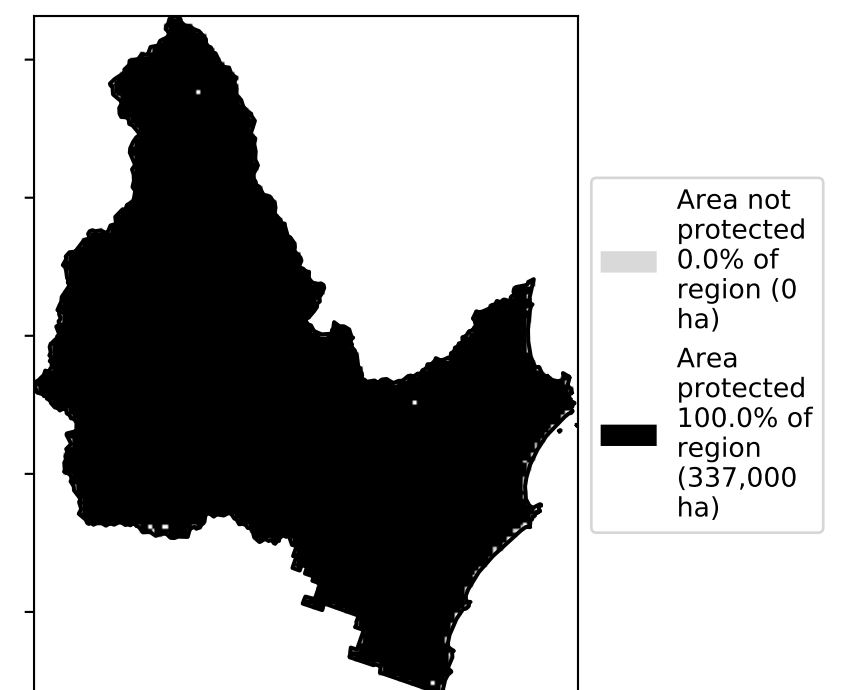 Area not
protected
0.0% of
region (0
ha)
Area
protected
100.0% of
region
(337,000
ha)